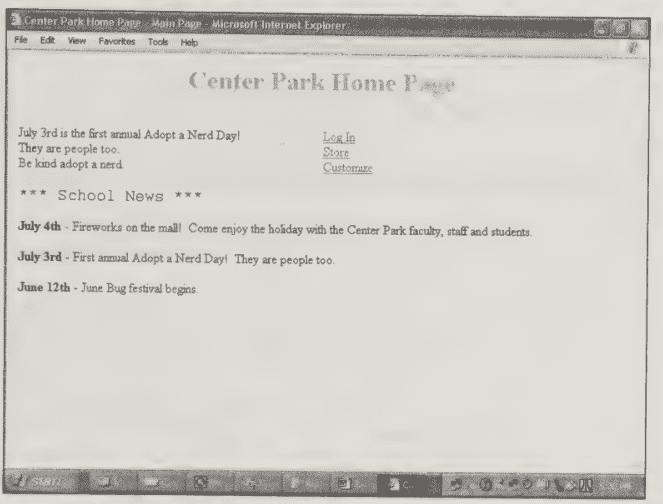 Center Park Home Page - Main Page - Microsoft Internet Explorer
File Edit View Favorites Tools Help
Center Park Home Page
July 3rd is the first annual Adopt a Nerd Day!
They are people too.
Be kind adopt a nerd.
Log In
Store
Customize
*** School News ***
July 4th - Fireworks on the mall! Come enjoy the holiday with the Center Park faculty, staff and students.
July 3rd - First annual Adopt a Nerd Day! They are people too.
June 12th - June Bug festival begins.